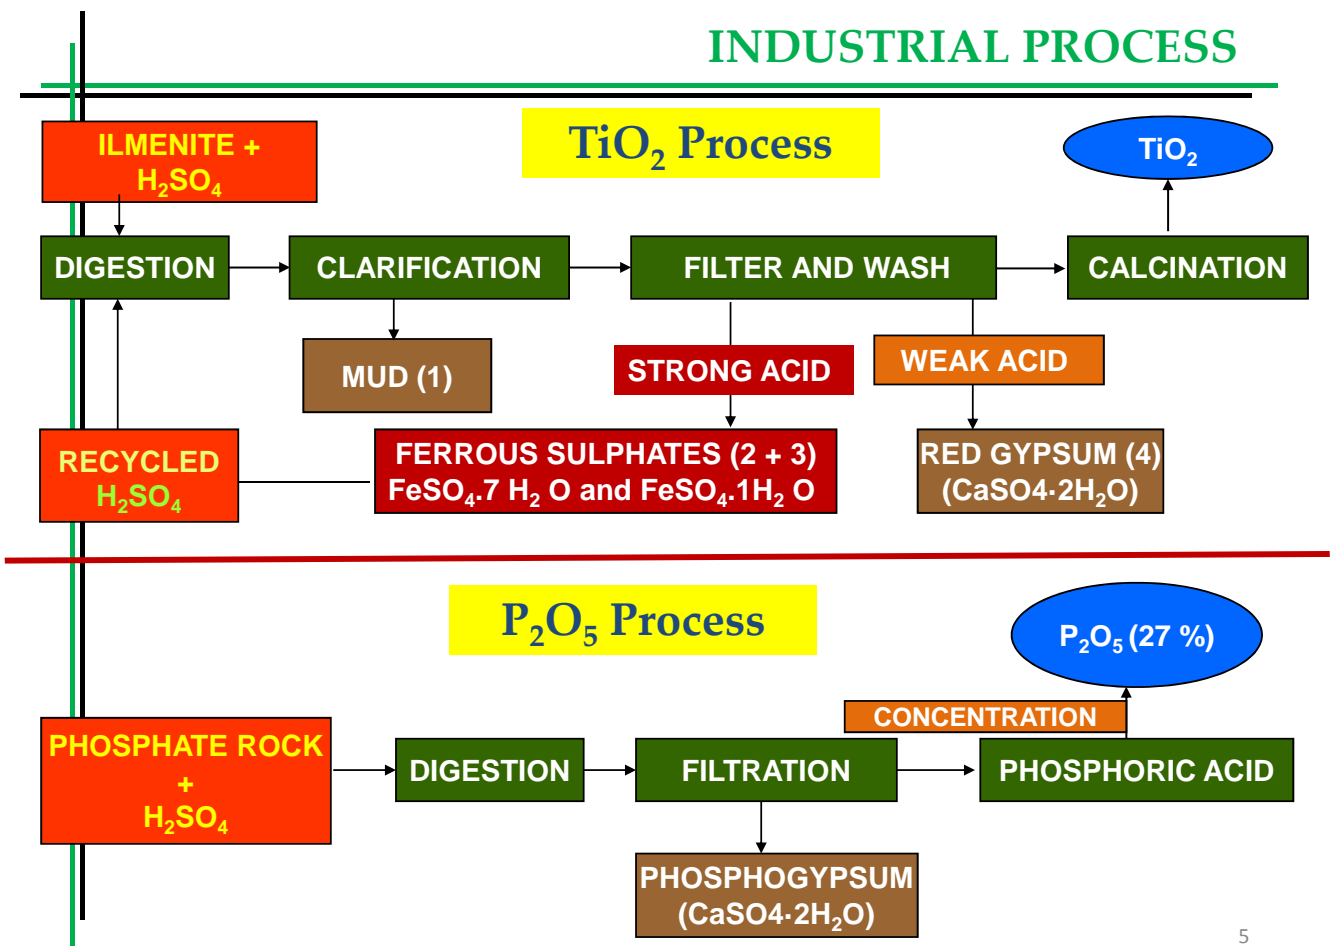 INDUSTRIAL PROCESS
TiO₂ Process
ILMENITE +
H₂SO₄
TiO₂
DIGESTION
CLARIFICATION
FILTER AND WASH
CALCINATION
MUD (1)
STRONG ACID
WEAK ACID
RECYCLED
H₂SO₄
FERROUS SULPHATES (2 + 3)
FeSO₄.7 H₂ O and FeSO₄.1H₂ O
RED GYPSUM (4)
(CaSO4·2H₂O)
P₂O₅ Process
P₂O₅ (27 %)
CONCENTRATION
PHOSPHATE ROCK
+
H₂SO₄
DIGESTION
FILTRATION
PHOSPHORIC ACID
PHOSPHOGYPSUM
(CaSO4·2H₂O)
5